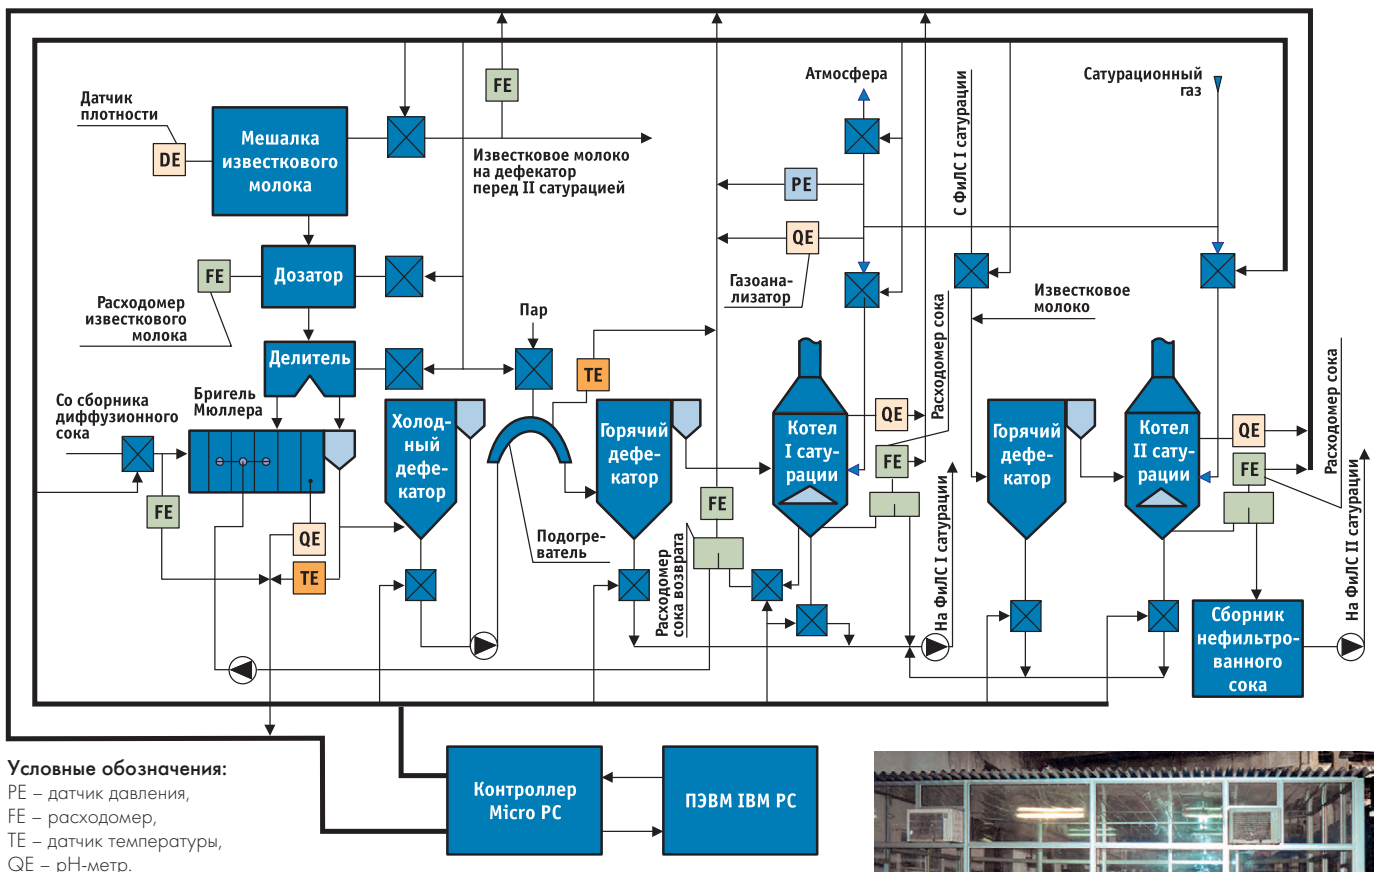 Атмосфера
Сатурационный
газ
С ФиЛС I сатурации
FE
Датчик
плотности
DE
Мешалка
известкового
молока
Известковое молоко
на дефекатор
перед II сатурацией
PE
QE
Газоана-
лизатор
FE
Дозатор
Расходомер
известкового
молока
Пар
Известковое
молоко
Расходомер сока
Расходомер сока
Делитель
TE
Бригель
Мюллера
Со сборника
диффузионного
сока
Холод-
ный
дефе-
катор
Горячий
дефе-
катор
Котел
I сату-
рации
QE
FE
Горячий
дефе-
катор
Котел
II сату-
рации
QE
FE
FE
QE
TE
Подогре-
ватель
FE
Расходомер
сока возврата
На ФиЛС I сатурации
На ФиЛС II сатурации
Сборник
нефильтро-
ванного
сока
Контроллер
Micro PC
ПЭВМ IBM PC
Условные обозначения:
PE – датчик давления,
FE – расходомер,
TE – датчик температуры,
QE – pH-метр.